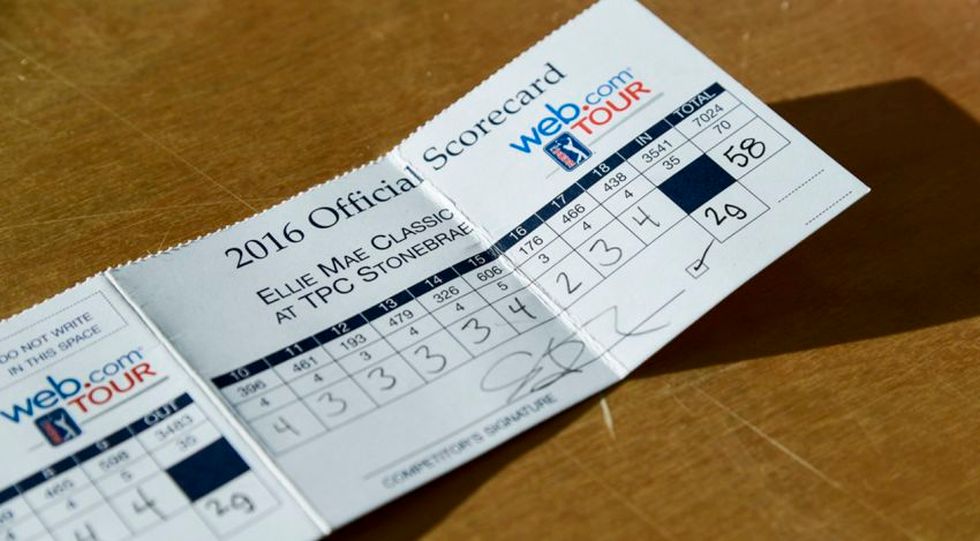 2016 Official Scorecard
ELLIE MAE CLASSIC
AT TPC STONEBRAE
web.com®
TOUR
10 11 12 13 14 15 16 17 18 IN TOTAL
396 461 193 479 326 606 176 466 438 3541 7024
4 4 3 4 4 5 3 4 4 35 70
4 3 3 3 3 4 2 3 4 29 58
COMPETITOR'S SIGNATURE
DO NOT WRITE
IN THIS SPACE
web.com®
TOUR
8 9 OUT
3483
4 5 35
4 4 29